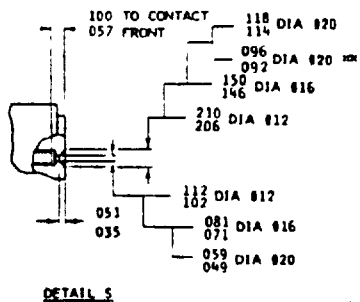 100 TO CONTACT
057 FRONT
118
114 DIA #20
096
092 DIA #20 **
150
146 DIA #16
210
206 DIA #12
112
102 DIA #12
081
071 DIA #16
059
049 DIA #20
051
035
DETAIL S